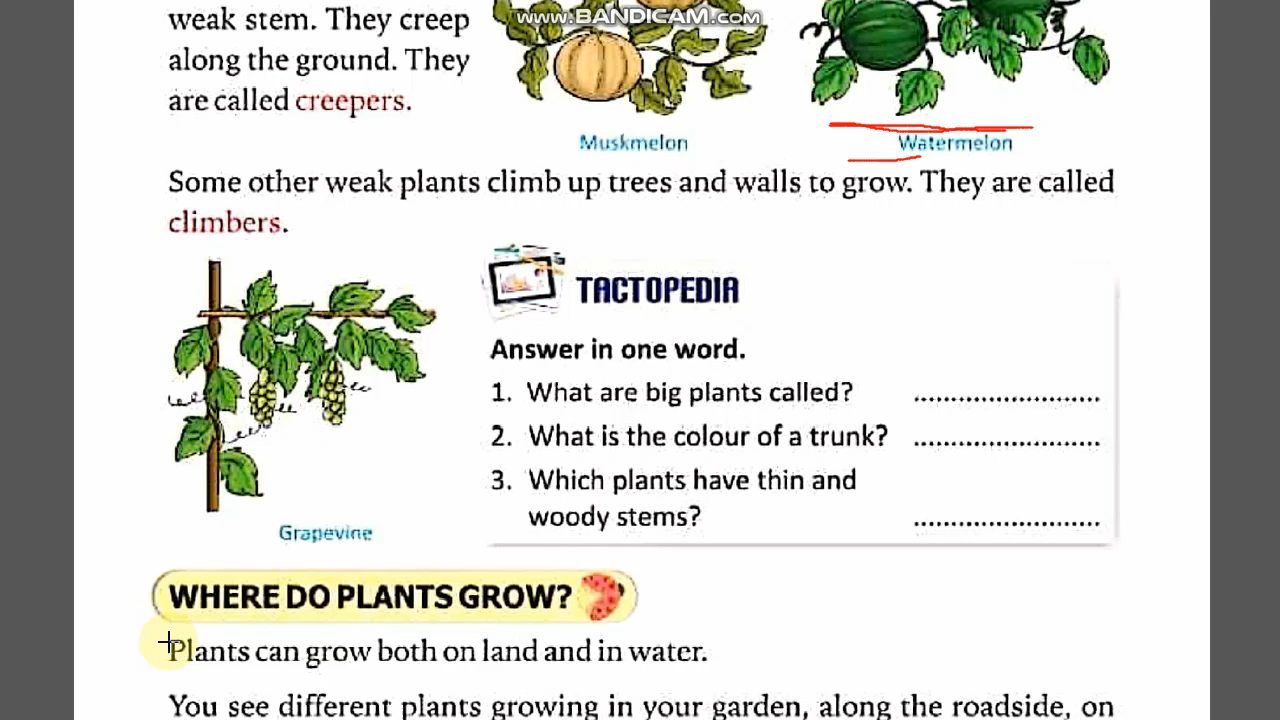 www.BANDICAM.com
weak stem. They creep
along the ground. They
are called creepers.
Muskmelon
Watermelon
Some other weak plants climb up trees and walls to grow. They are called
climbers.
TACTOPEDIA
Answer in one word.
1. What are big plants called? ..........................
2. What is the colour of a trunk? ..........................
3. Which plants have thin and
woody stems? ..........................
Grapevine
WHERE DO PLANTS GROW?
Plants can grow both on land and in water.
You see different plants growing in your garden, along the roadside, on